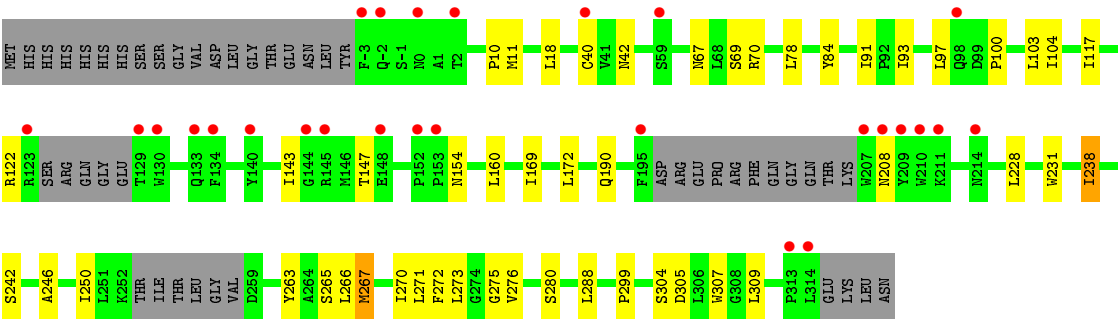 MET HIS HIS HIS HIS HIS HIS SER SER GLY VAL ASP LEU GLY THR GLU ASN LEU TYR F-3 Q-2 S-1 N0 A1 T2 P10 M11 L18 C40 V41 N42 S59 N67 L68 S69 R70 L78 Y84 I91 P92 I93 L97 Q98 D99 P100 L103 I104 I117
R122 R123 SER ARG GLN GLY GLU T129 W130 Q133 F134 Y140 I143 G144 R145 M146 T147 E148 P152 P153 N154 L160 I169 L172 Q190 F195 ASP ARG GLU PRO ARG PHE GLN GLY GLN THR LYS W207 N208 Y209 W210 K211 N214 L228 W231 I238
S242 A246 I250 L251 K252 THR ILE THR LEU GLY VAL D259 Y263 A264 S265 L266 M267 I270 L271 F272 L273 G274 G275 V276 S280 L288 P299 S304 D305 L306 W307 G308 L309 P313 L314 GLU LYS LEU ASN